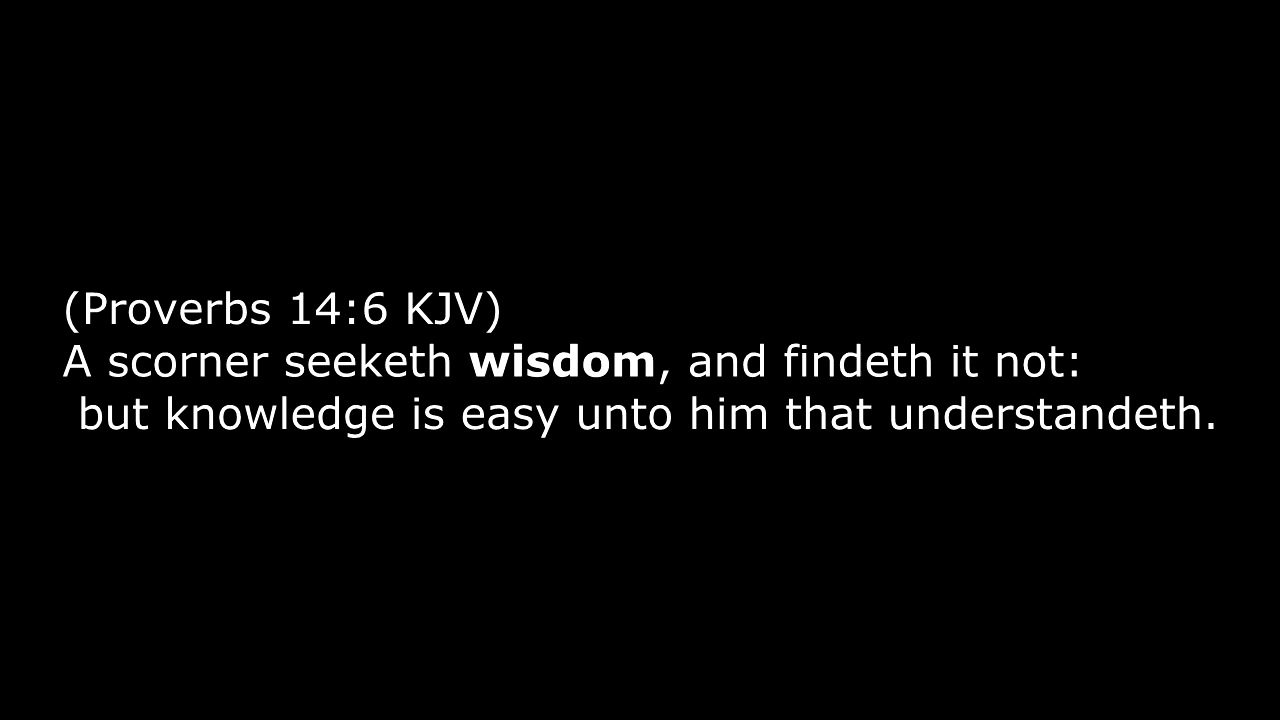 (Proverbs 14:6 KJV)
A scorner seeketh wisdom, and findeth it not:
but knowledge is easy unto him that understandeth.